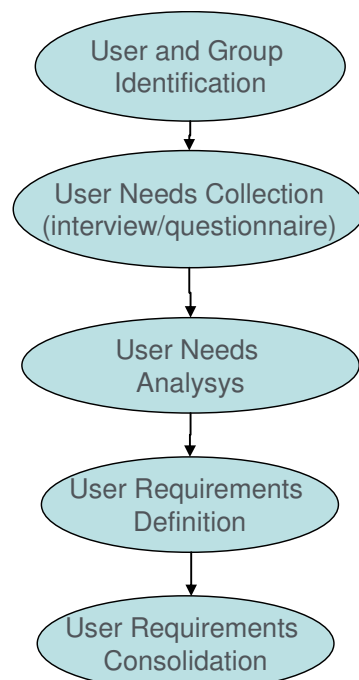 User and Group
Identification
User Needs Collection
(interview/questionnaire)
User Needs
Analysys
User Requirements
Definition
User Requirements
Consolidation